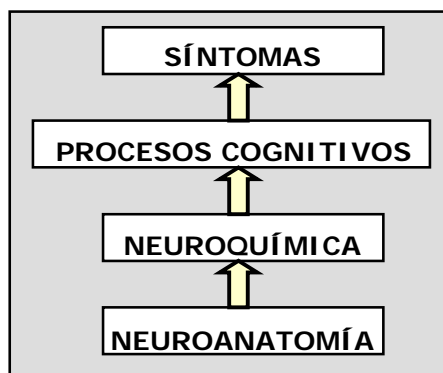 SÍNTOMAS
PROCESOS COGNITIVOS
NEUROQUÍMICA
NEUROANATOMÍA